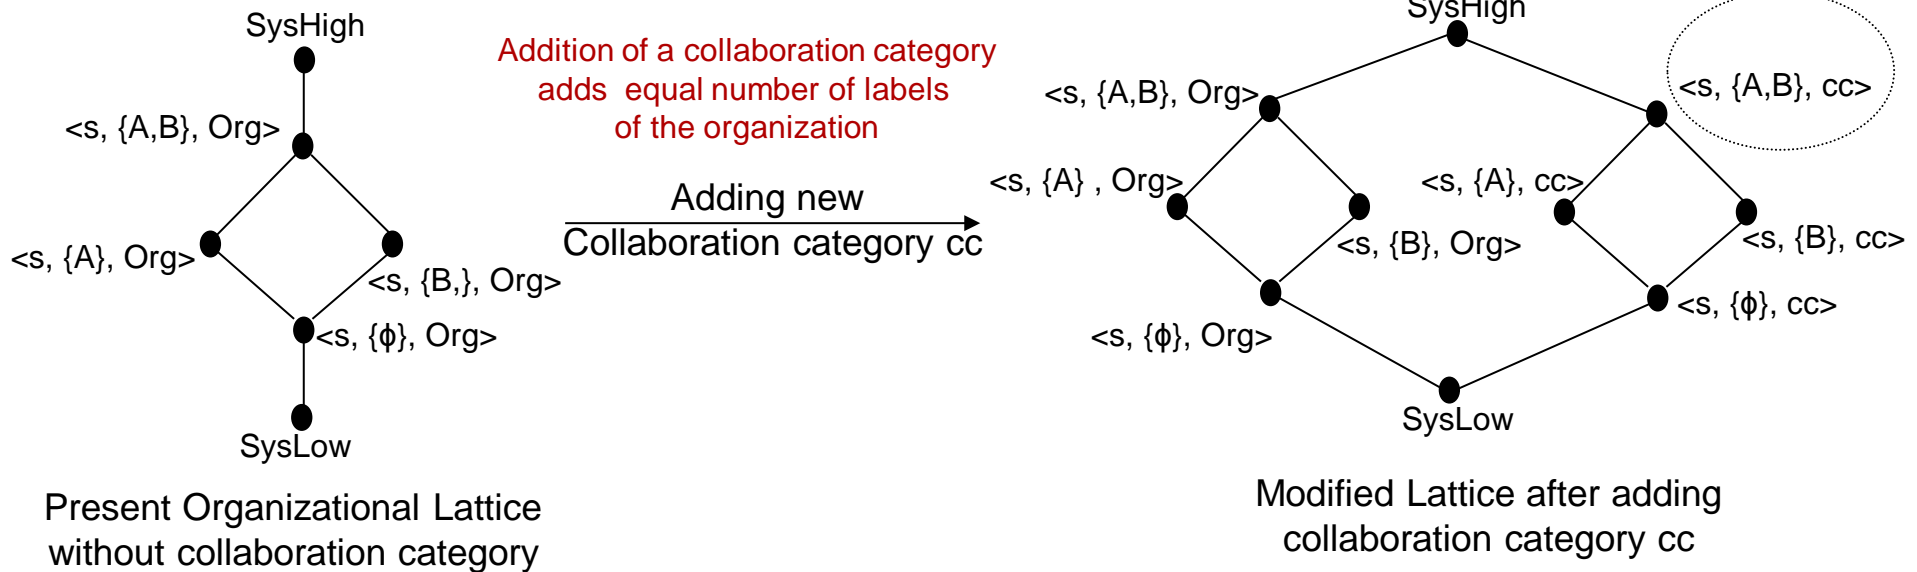 SysHigh
<s, {A,B}, Org>
<s, {A}, Org>
<s, {B,}, Org>
<s, {ϕ}, Org>
SysLow
Present Organizational Lattice
without collaboration category
Addition of a collaboration category
adds equal number of labels
of the organization
Adding new
Collaboration category cc
SysHigh
<s, {A,B}, Org>
<s, {A,B}, cc>
<s, {A} , Org>
<s, {A}, cc>
<s, {B}, Org>
<s, {B}, cc>
<s, {ϕ}, Org>
<s, {ϕ}, cc>
SysLow
Modified Lattice after adding
collaboration category cc